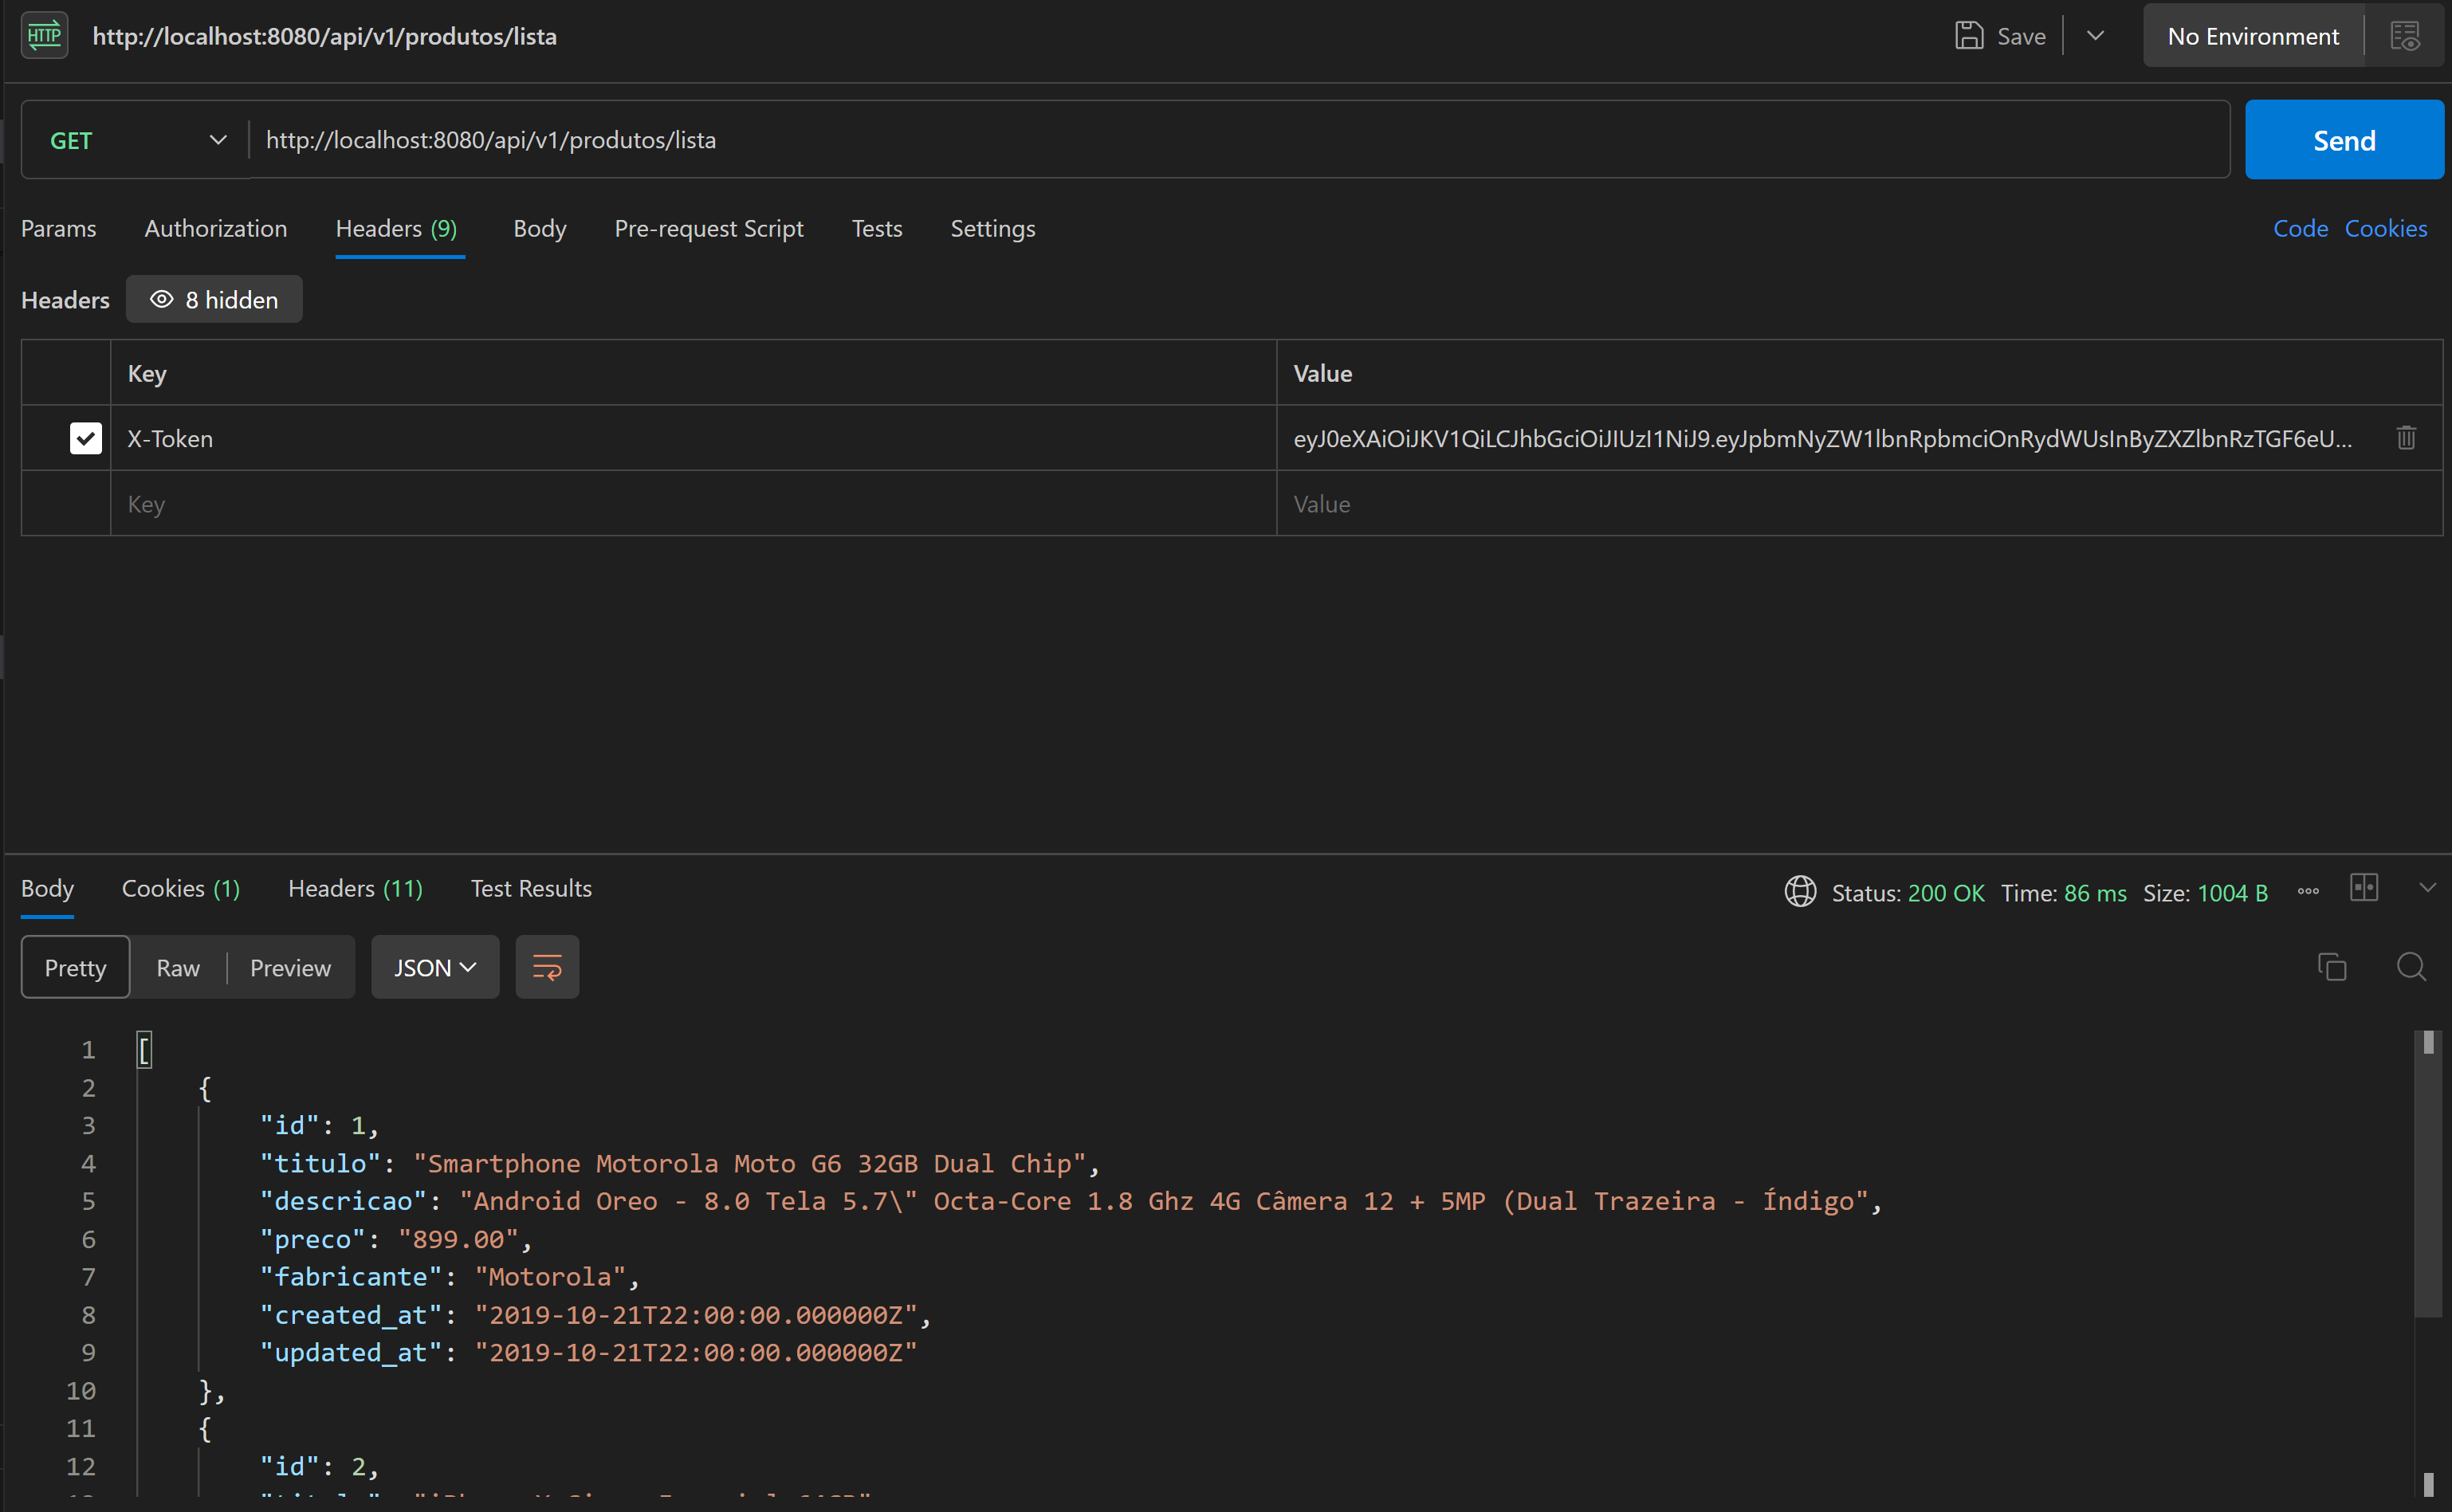 HTTP http://localhost:8080/api/v1/produtos/lista Save No Environment
GET http://localhost:8080/api/v1/produtos/lista Send
Params Authorization Headers (9) Body Pre-request Script Tests Settings Code Cookies
Headers 8 hidden
Key Value
X-Token eyJ0eXAiOiJKV1QiLCJhbGciOiJIUzI1NiJ9.eyJpbmNyZW1lbnRpbmciOnRydWUsInByZXZlbnRzTGF6eU...
Key Value
Body Cookies (1) Headers (11) Test Results Status: 200 OK Time: 86 ms Size: 1004 B
Pretty Raw Preview JSON
1 [
2 {
3 "id": 1,
4 "titulo": "Smartphone Motorola Moto G6 32GB Dual Chip",
5 "descricao": "Android Oreo - 8.0 Tela 5.7\" Octa-Core 1.8 Ghz 4G Câmera 12 + 5MP (Dual Trazeira - Índigo",
6 "preco": "899.00",
7 "fabricante": "Motorola",
8 "created_at": "2019-10-21T22:00:00.000000Z",
9 "updated_at": "2019-10-21T22:00:00.000000Z"
10 },
11 {
12 "id": 2,